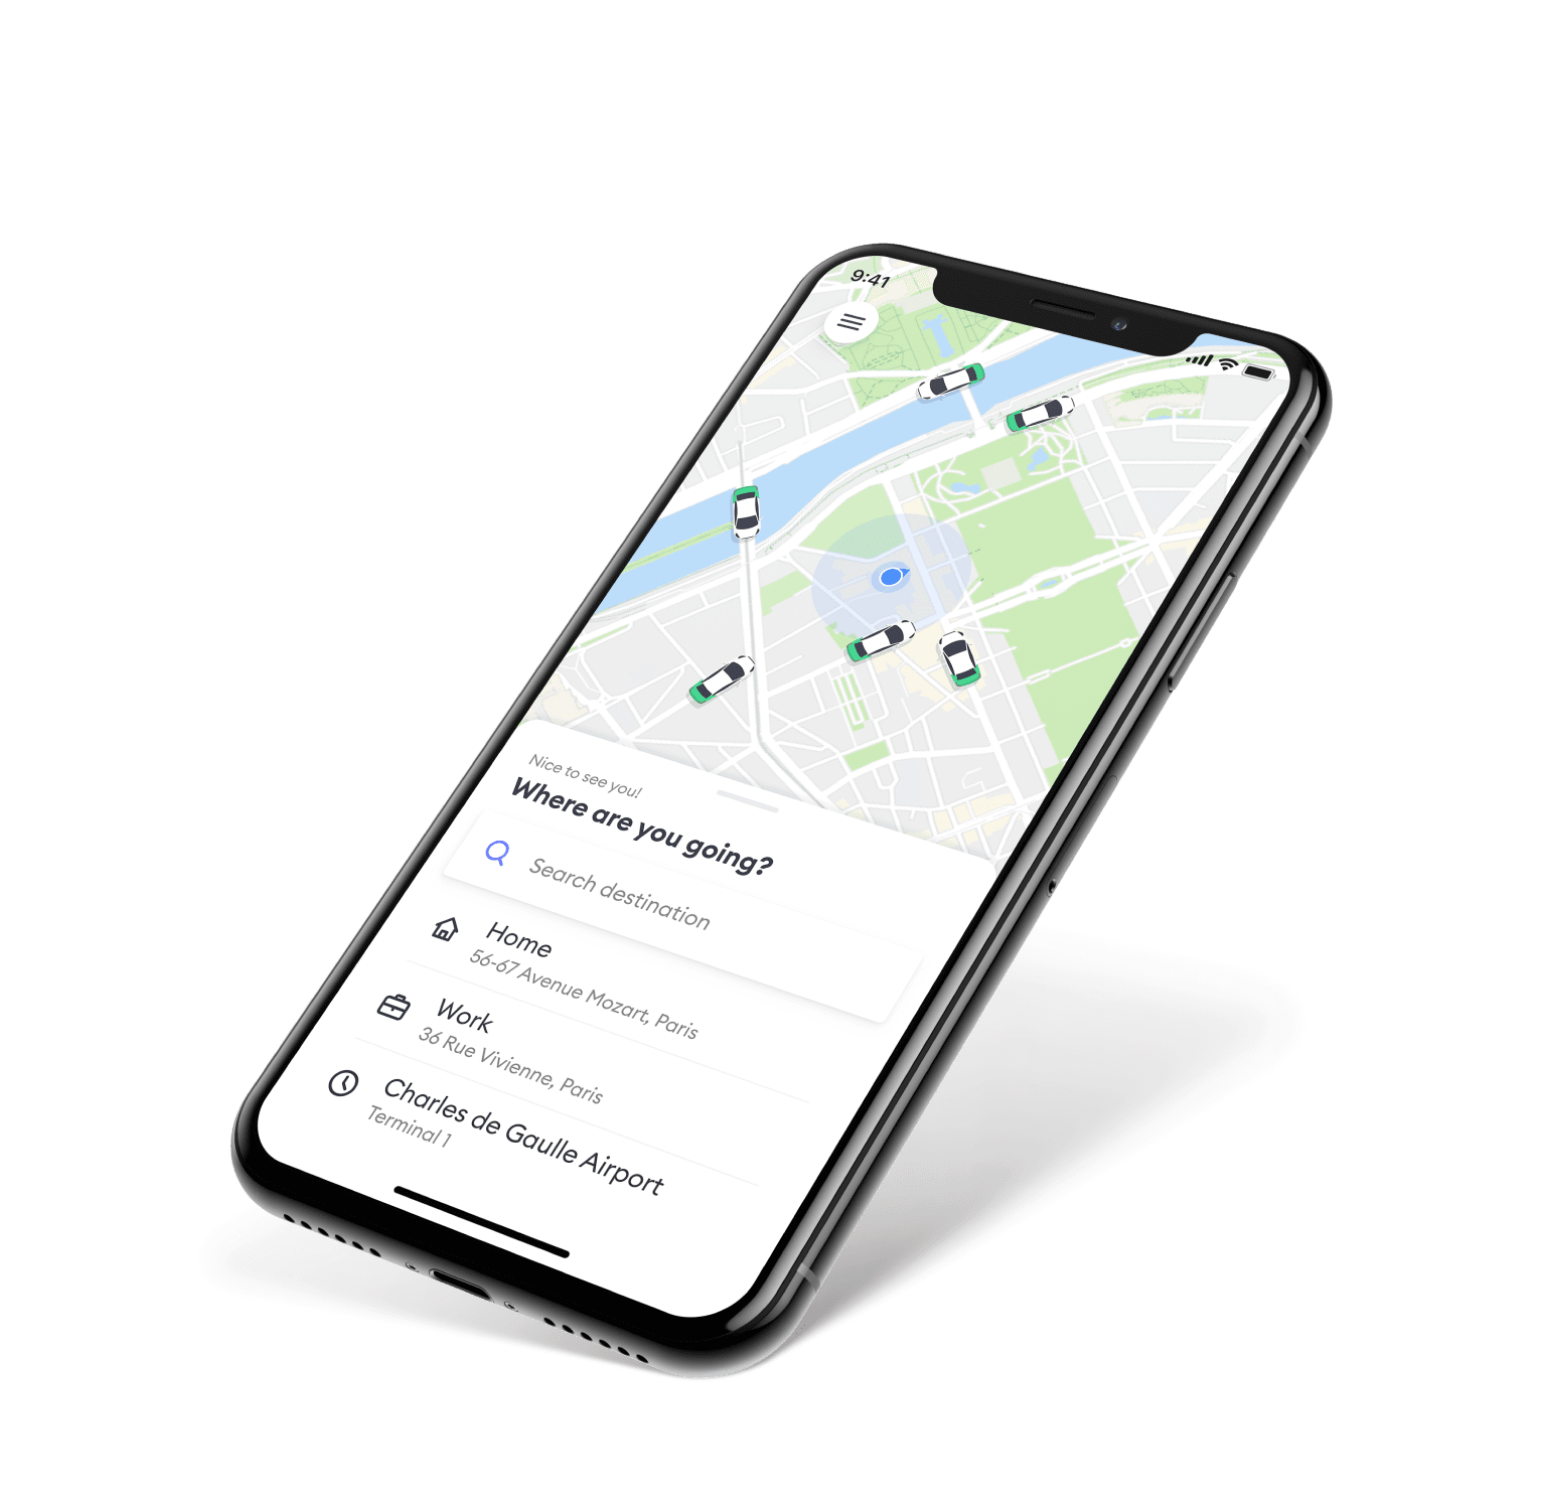 9:41
Nice to see you!
Where are you going?
Search destination
Home
56-67 Avenue Mozart, Paris
Work
36 Rue Vivienne, Paris
Charles de Gaulle Airport
Terminal 1